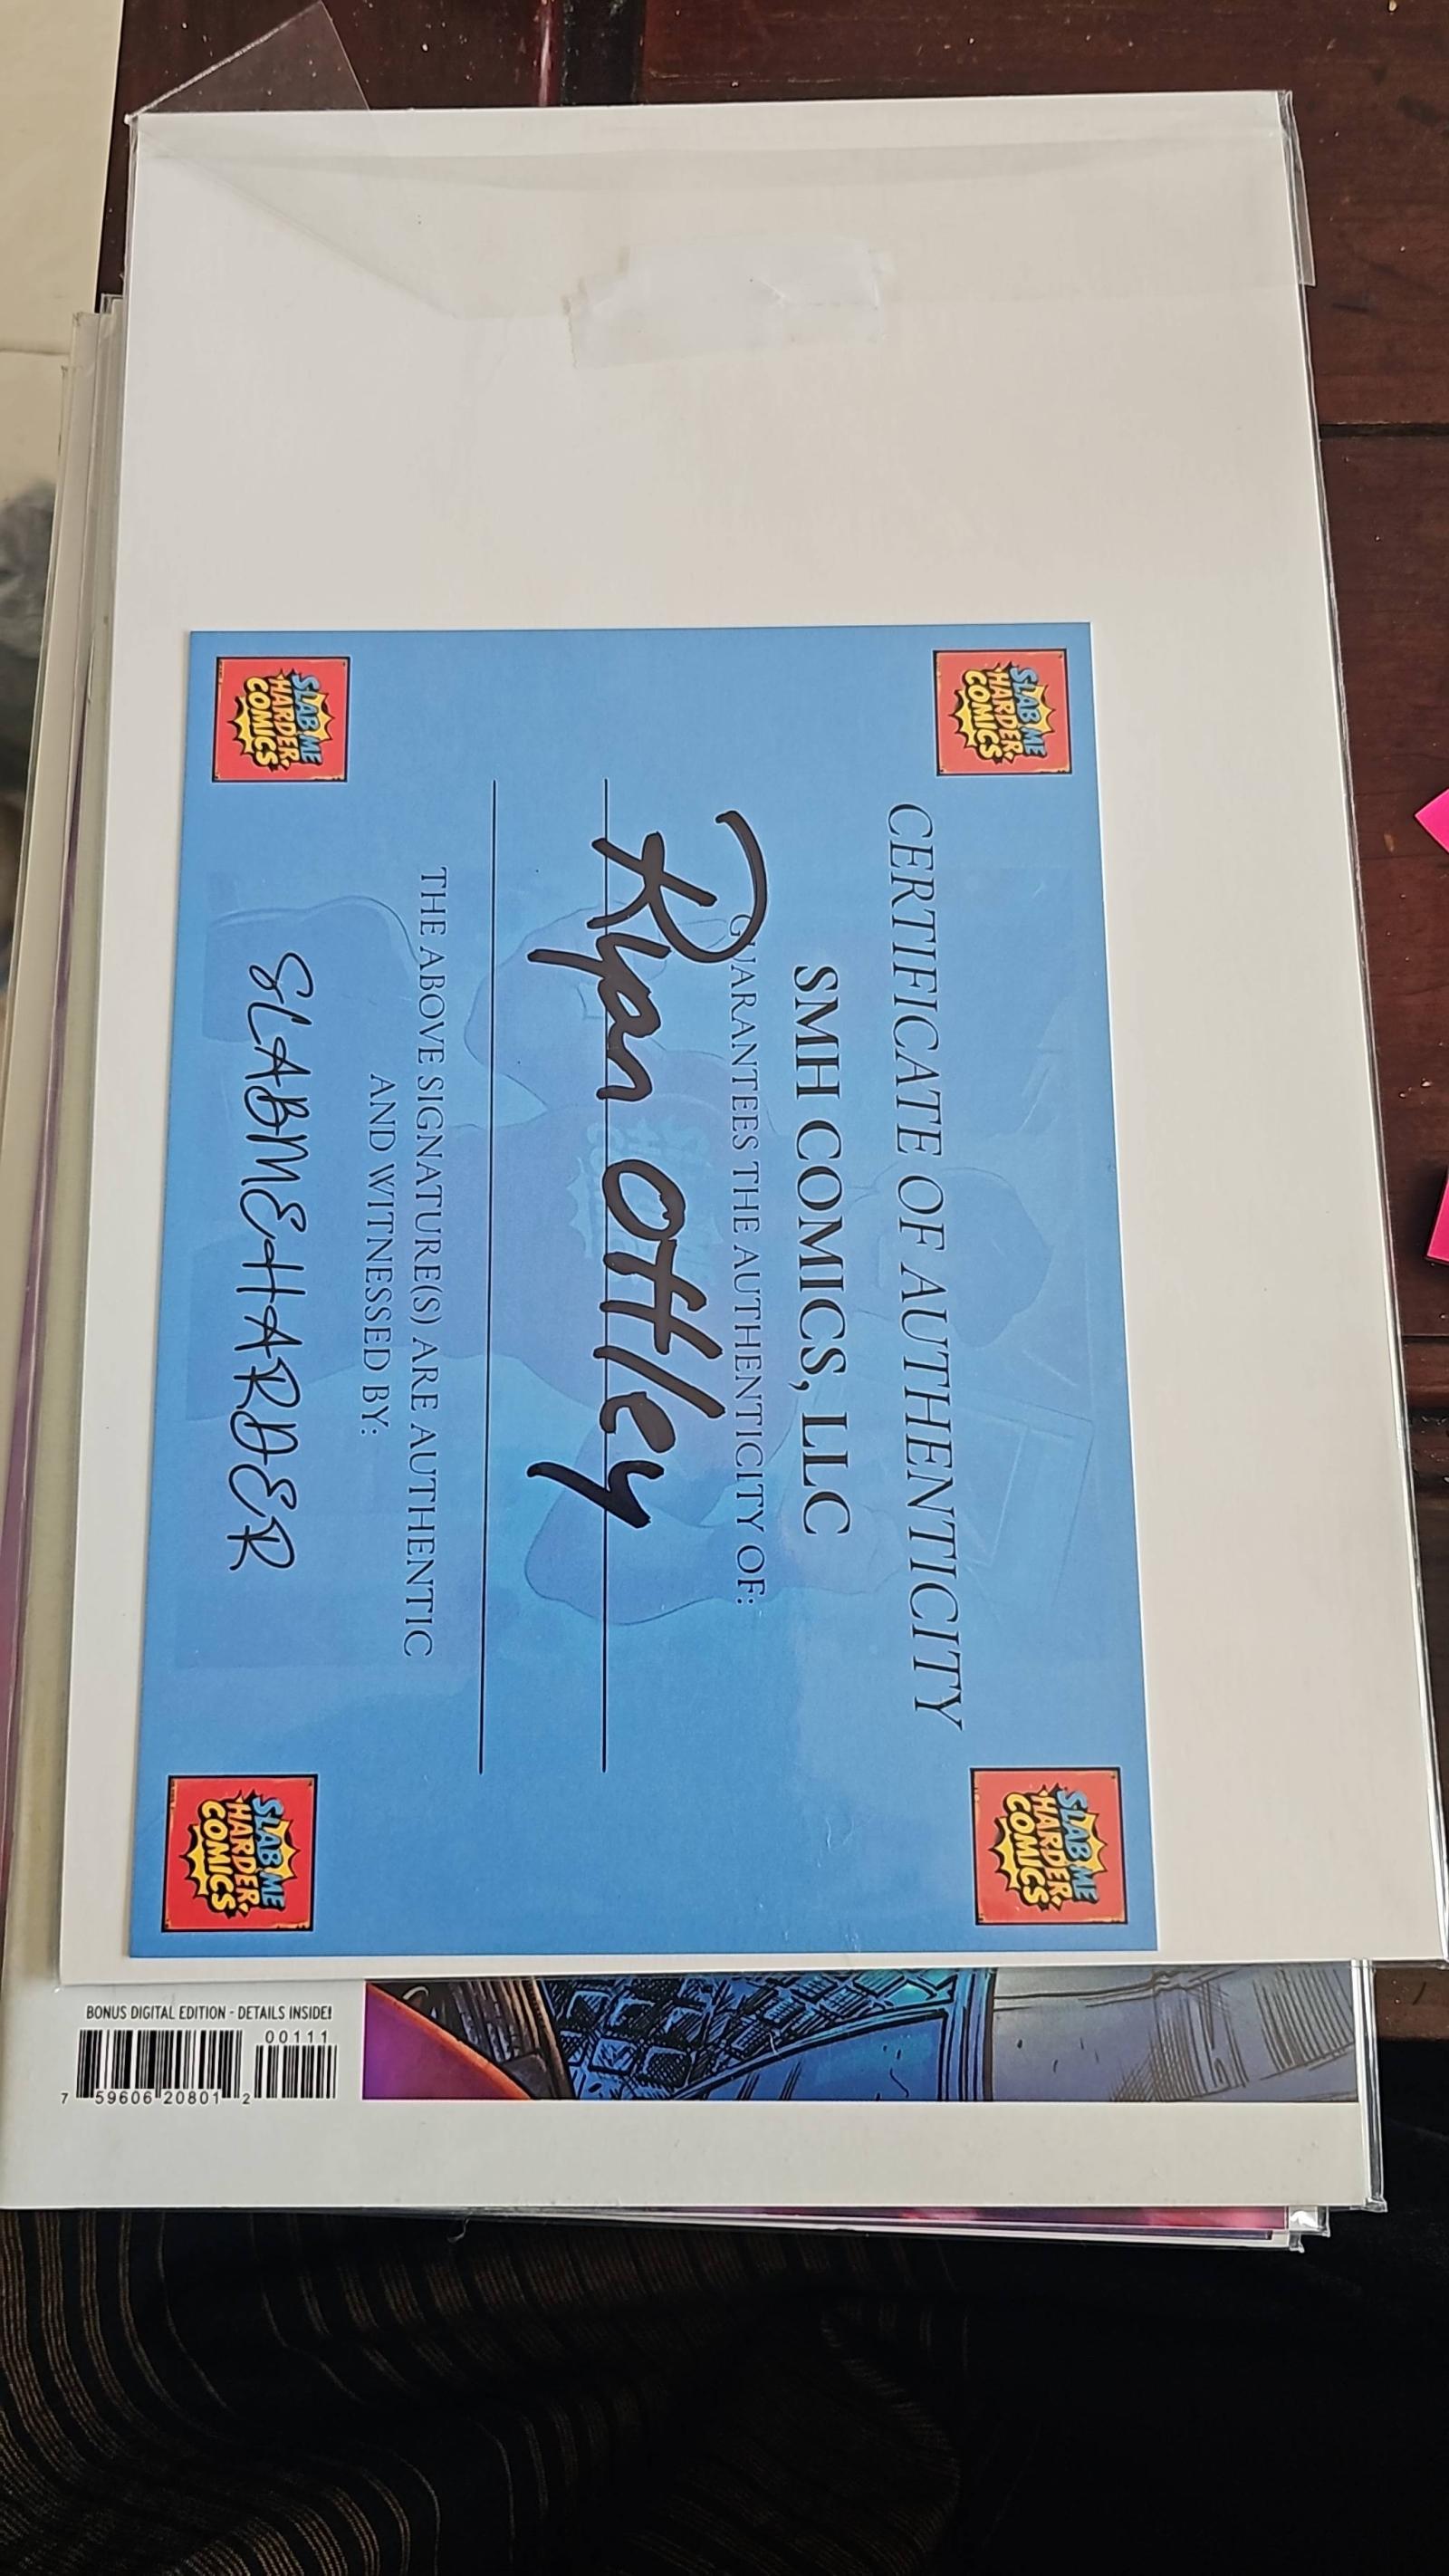 SLAB ME
HARDER
COMICS
SLAB ME
HARDER
COMICS
CERTIFICATE OF AUTHENTICITY
SMH COMICS, LLC
GUARANTEES THE AUTHENTICITY OF:
Ryan Ottley
THE ABOVE SIGNATURE(S) ARE AUTHENTIC
AND WITNESSED BY:
SLABMEHARDER
SLAB ME
HARDER
COMICS
SLAB ME
HARDER
COMICS
BONUS DIGITAL EDITION - DETAILS INSIDE!
00111
7 59606 20801 2